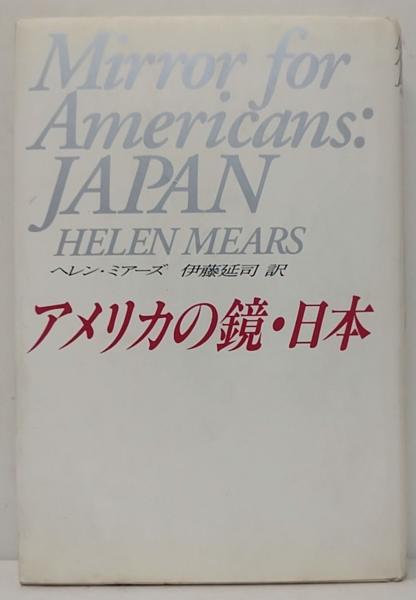 Mirror for
Americans:
JAPAN
HELEN MEARS
ヘレン・ミアーズ 伊藤延司 訳
アメリカの鏡・日本